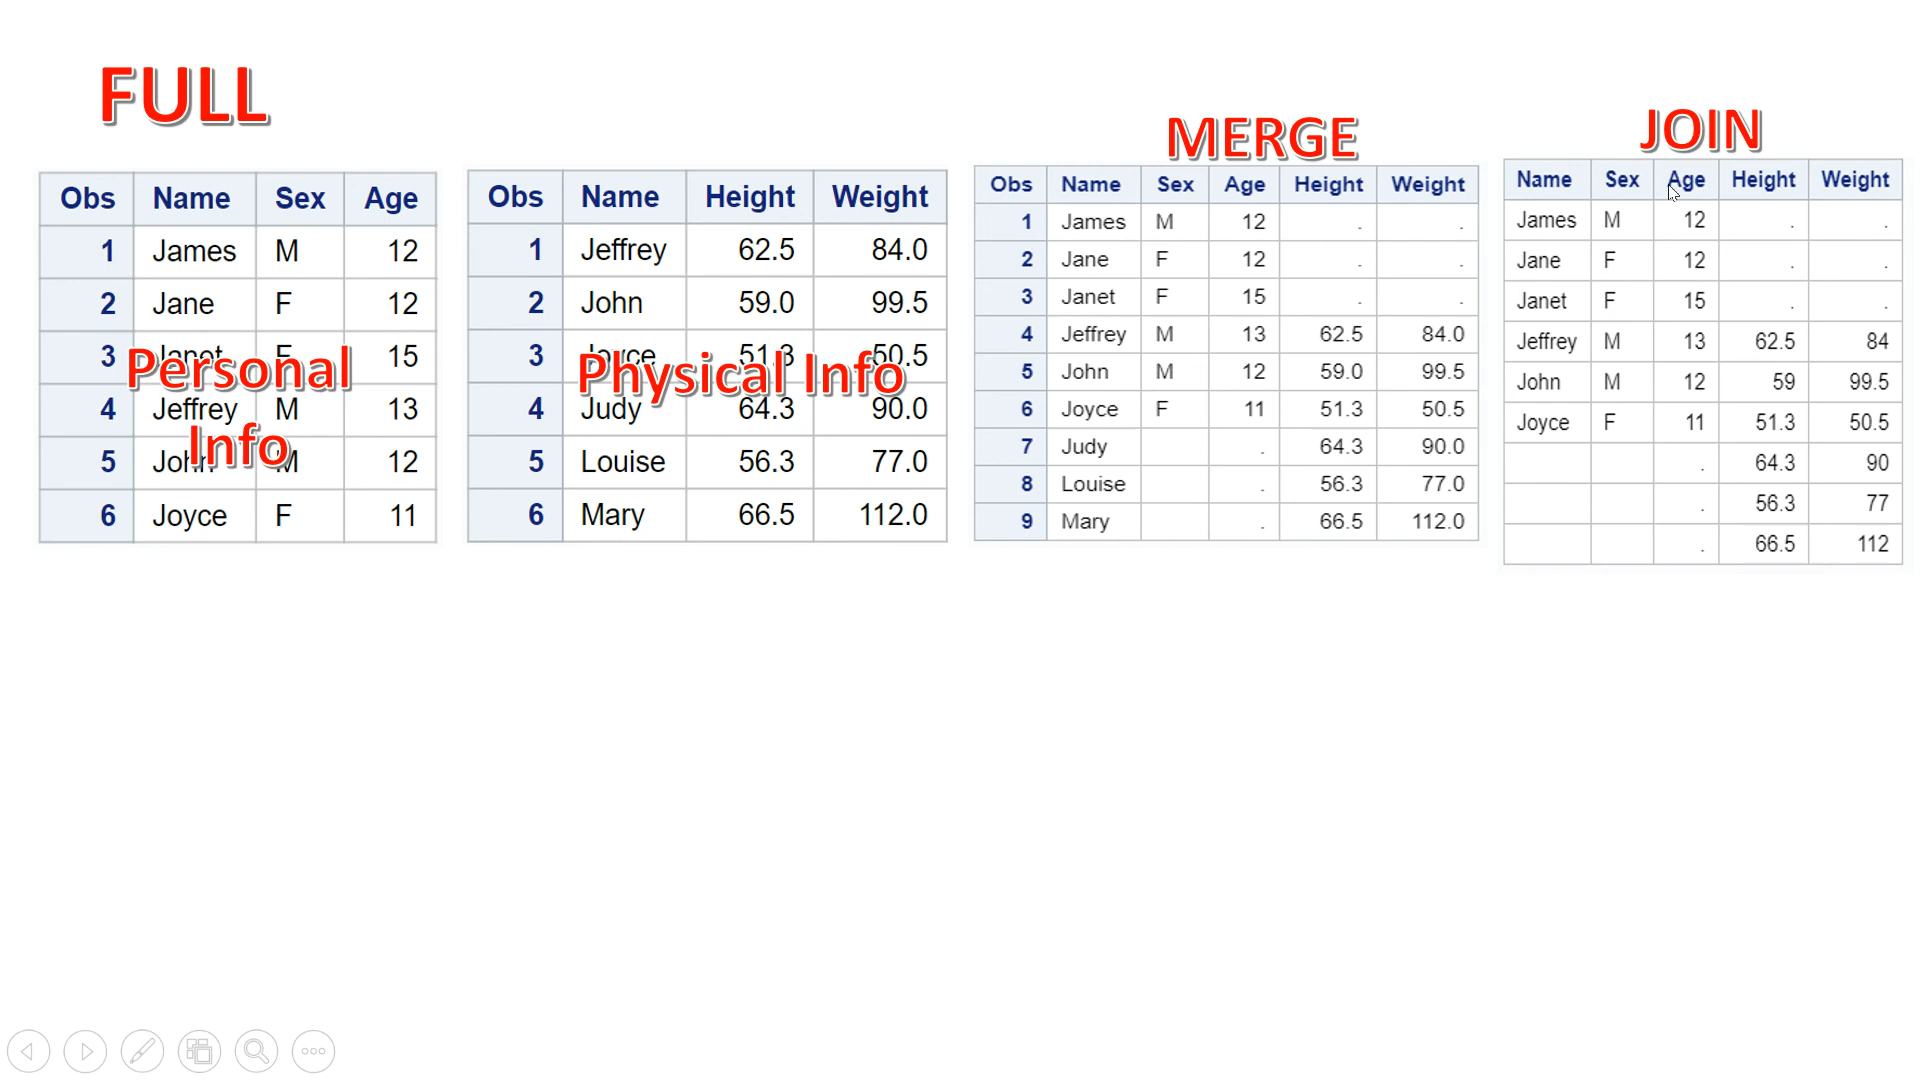 FULL
MERGE
JOIN
Obs Name Sex Age
1 James M 12
2 Jane F 12
3 Janet F 15
4 Jeffrey M 13
5 John M 12
6 Joyce F 11
Personal
Info
Obs Name Height Weight
1 Jeffrey 62.5 84.0
2 John 59.0 99.5
3 Joyce 51.3 50.5
4 Judy 64.3 90.0
5 Louise 56.3 77.0
6 Mary 66.5 112.0
Physical Info
Obs Name Sex Age Height Weight
1 James M 12 . .
2 Jane F 12 . .
3 Janet F 15 . .
4 Jeffrey M 13 62.5 84.0
5 John M 12 59.0 99.5
6 Joyce F 11 51.3 50.5
7 Judy . 64.3 90.0
8 Louise . 56.3 77.0
9 Mary . 66.5 112.0
Name Sex Age Height Weight
James M 12 . .
Jane F 12 . .
Janet F 15 . .
Jeffrey M 13 62.5 84
John M 12 59 99.5
Joyce F 11 51.3 50.5
. 64.3 90
. 56.3 77
. 66.5 112